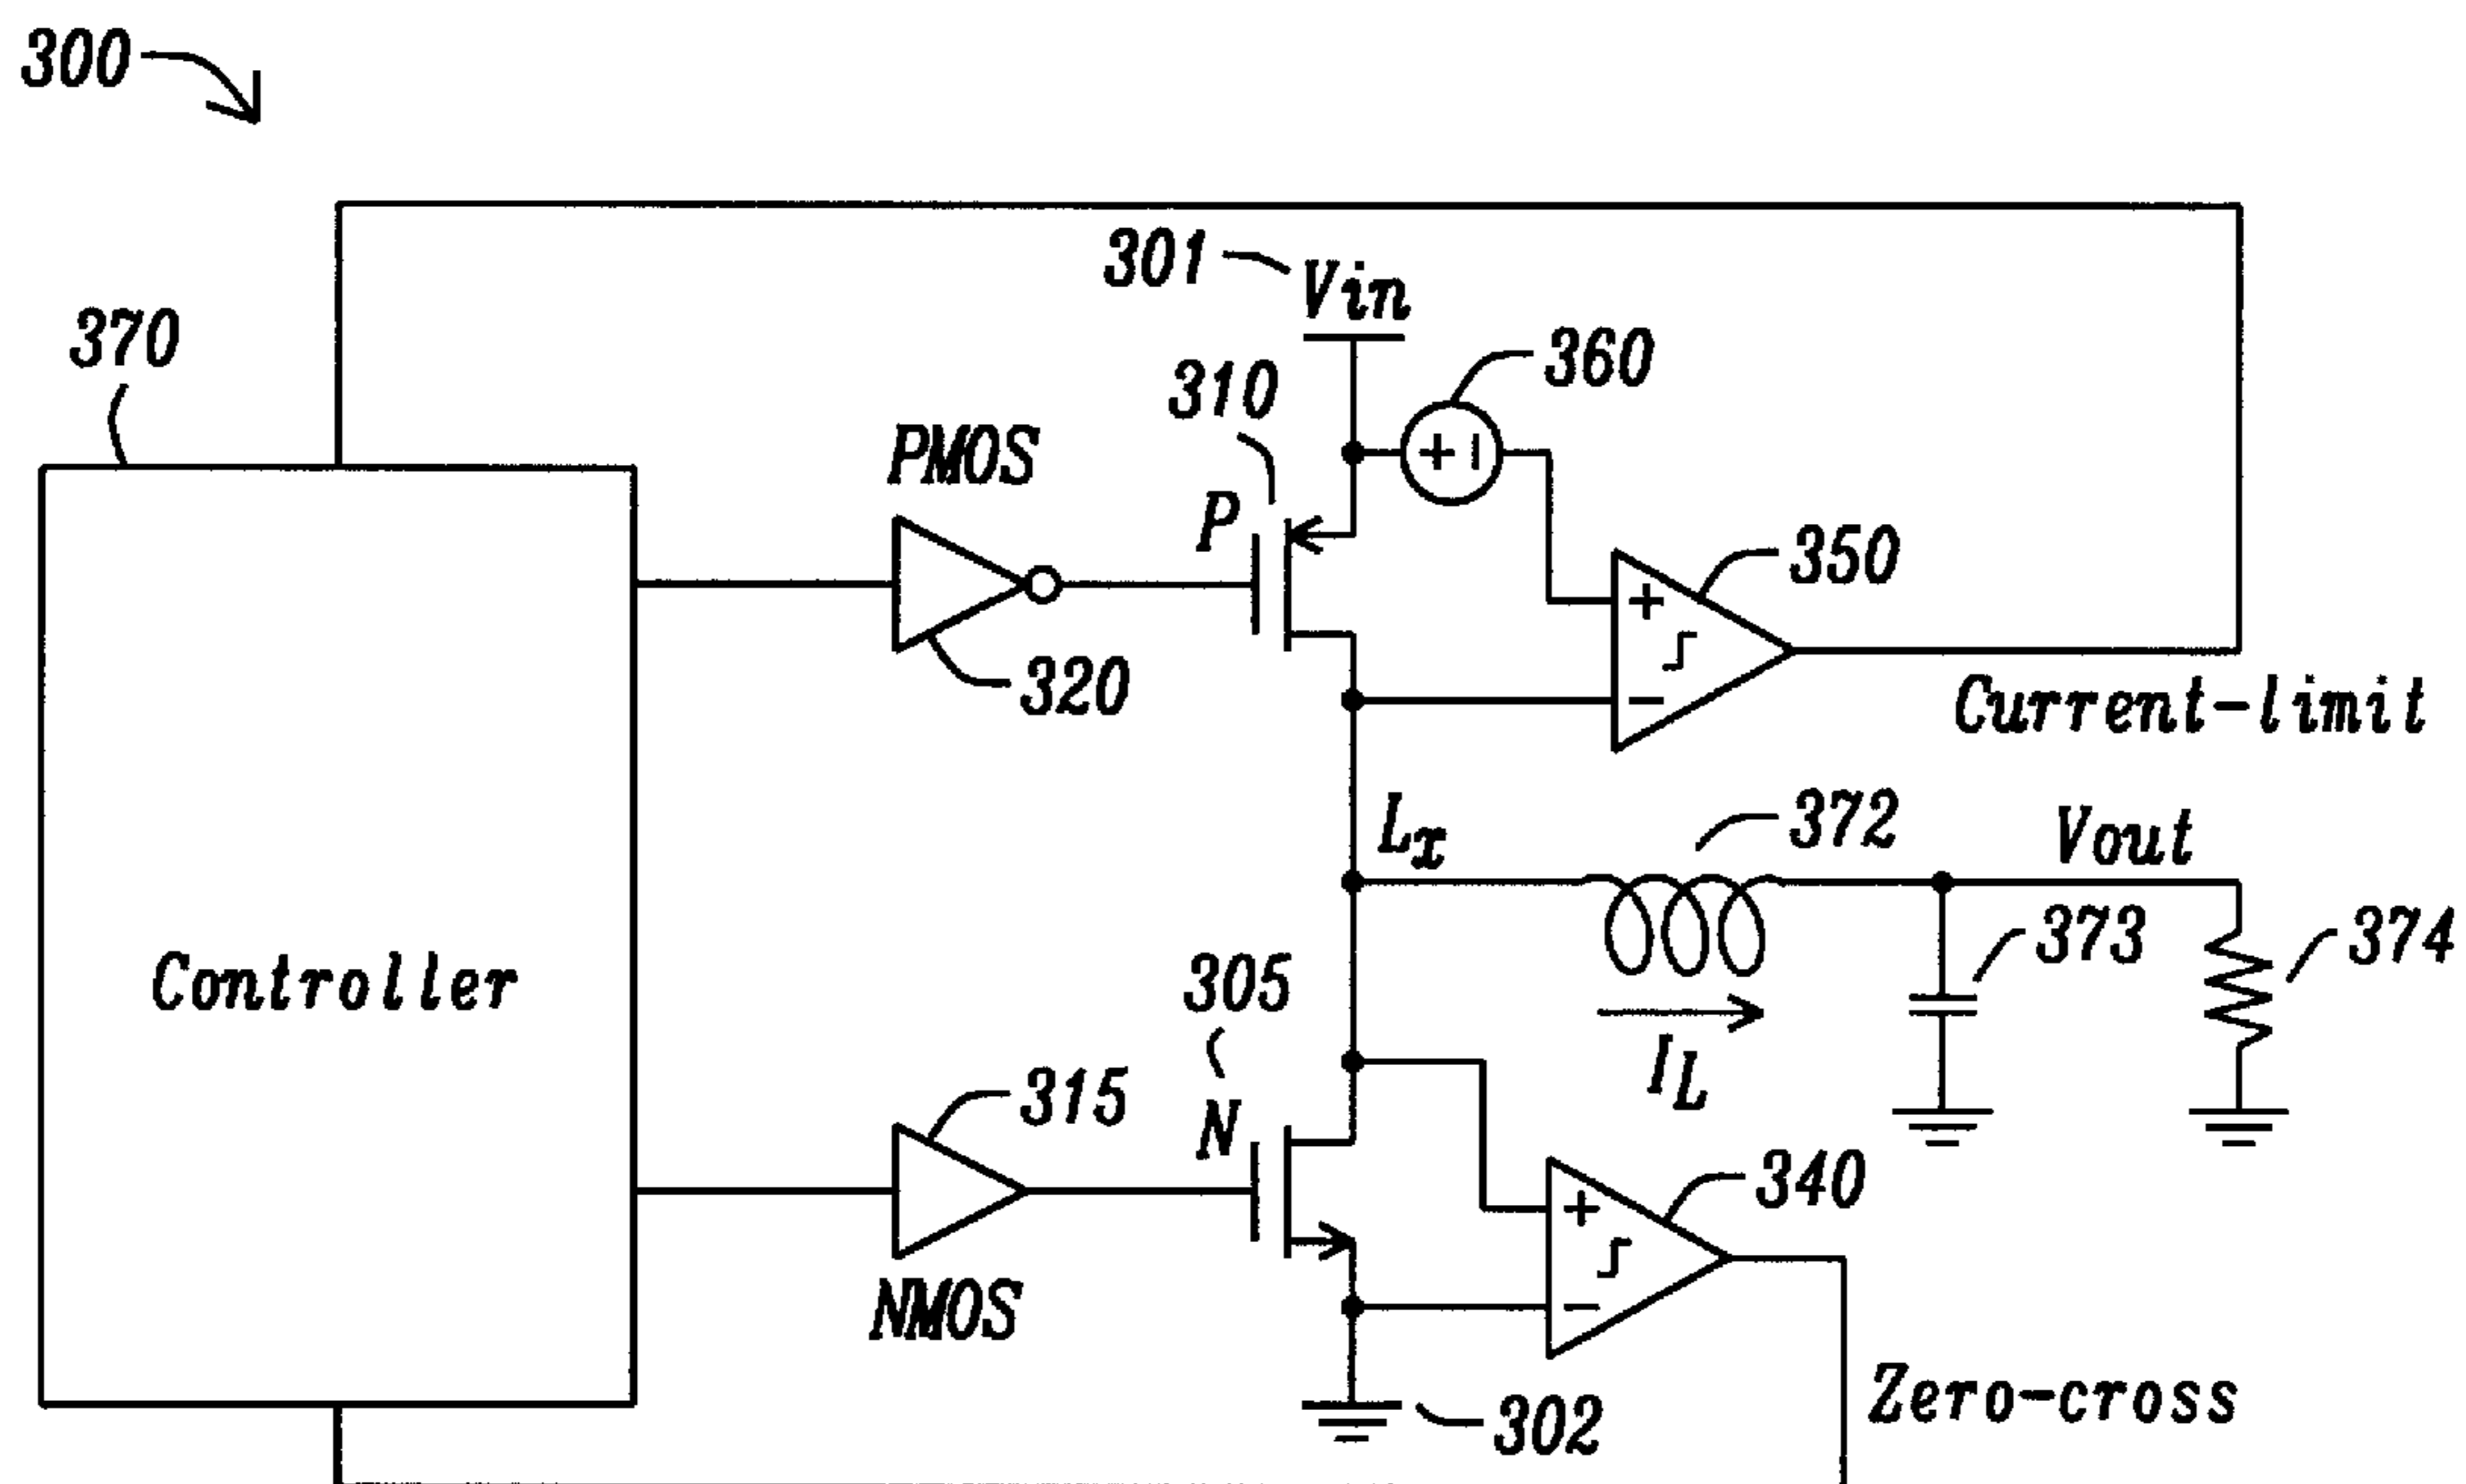 300
301
Vin
370
310
360
PMOS
P
+ −
350
320
+
−
Current-limit
Lx
372
Vout
373
374
Controller
305
IL
315
N
340
+
−
NMOS
302
Zero-cross